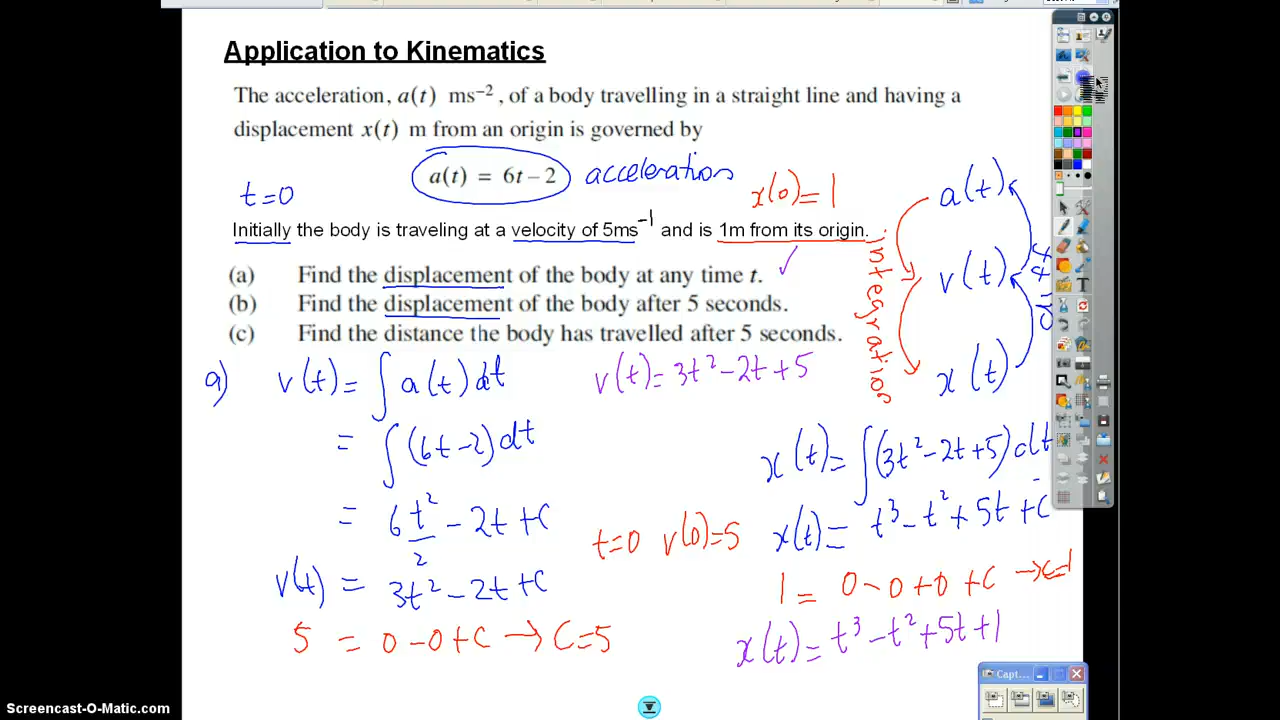 Application to Kinematics
The acceleration, a(t) ms⁻², of a body travelling in a straight line and having a
displacement x(t) m from an origin is governed by
a(t) = 6t – 2 acceleration
t=0
x(0)=1
Initially the body is traveling at a velocity of 5ms⁻¹ and is 1m from its origin.
(a) Find the displacement of the body at any time t. ✓
(b) Find the displacement of the body after 5 seconds.
(c) Find the distance the body has travelled after 5 seconds.
a(t)
v(t)
x(t)
integration
a) v(t) = ∫ a(t) dt
= ∫ (6t-2) dt
= 6t²/2 - 2t + C
v(t) = 3t² - 2t + C
5 = 0 - 0 + C → C=5
t=0 v(0)=5
v(t)=3t²-2t+5
x(t)= ∫ (3t²-2t+5) dt
x(t)= t³ - t² + 5t + C
1 = 0 - 0 + 0 + C → C=1
x(t)= t³ - t² + 5t + 1
Capt...
Screencast-O-Matic.com